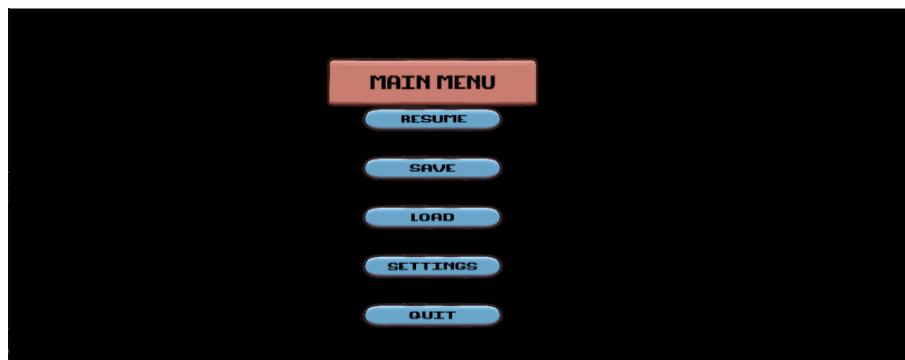 MAIN MENU
RESUME
SAVE
LOAD
SETTINGS
QUIT